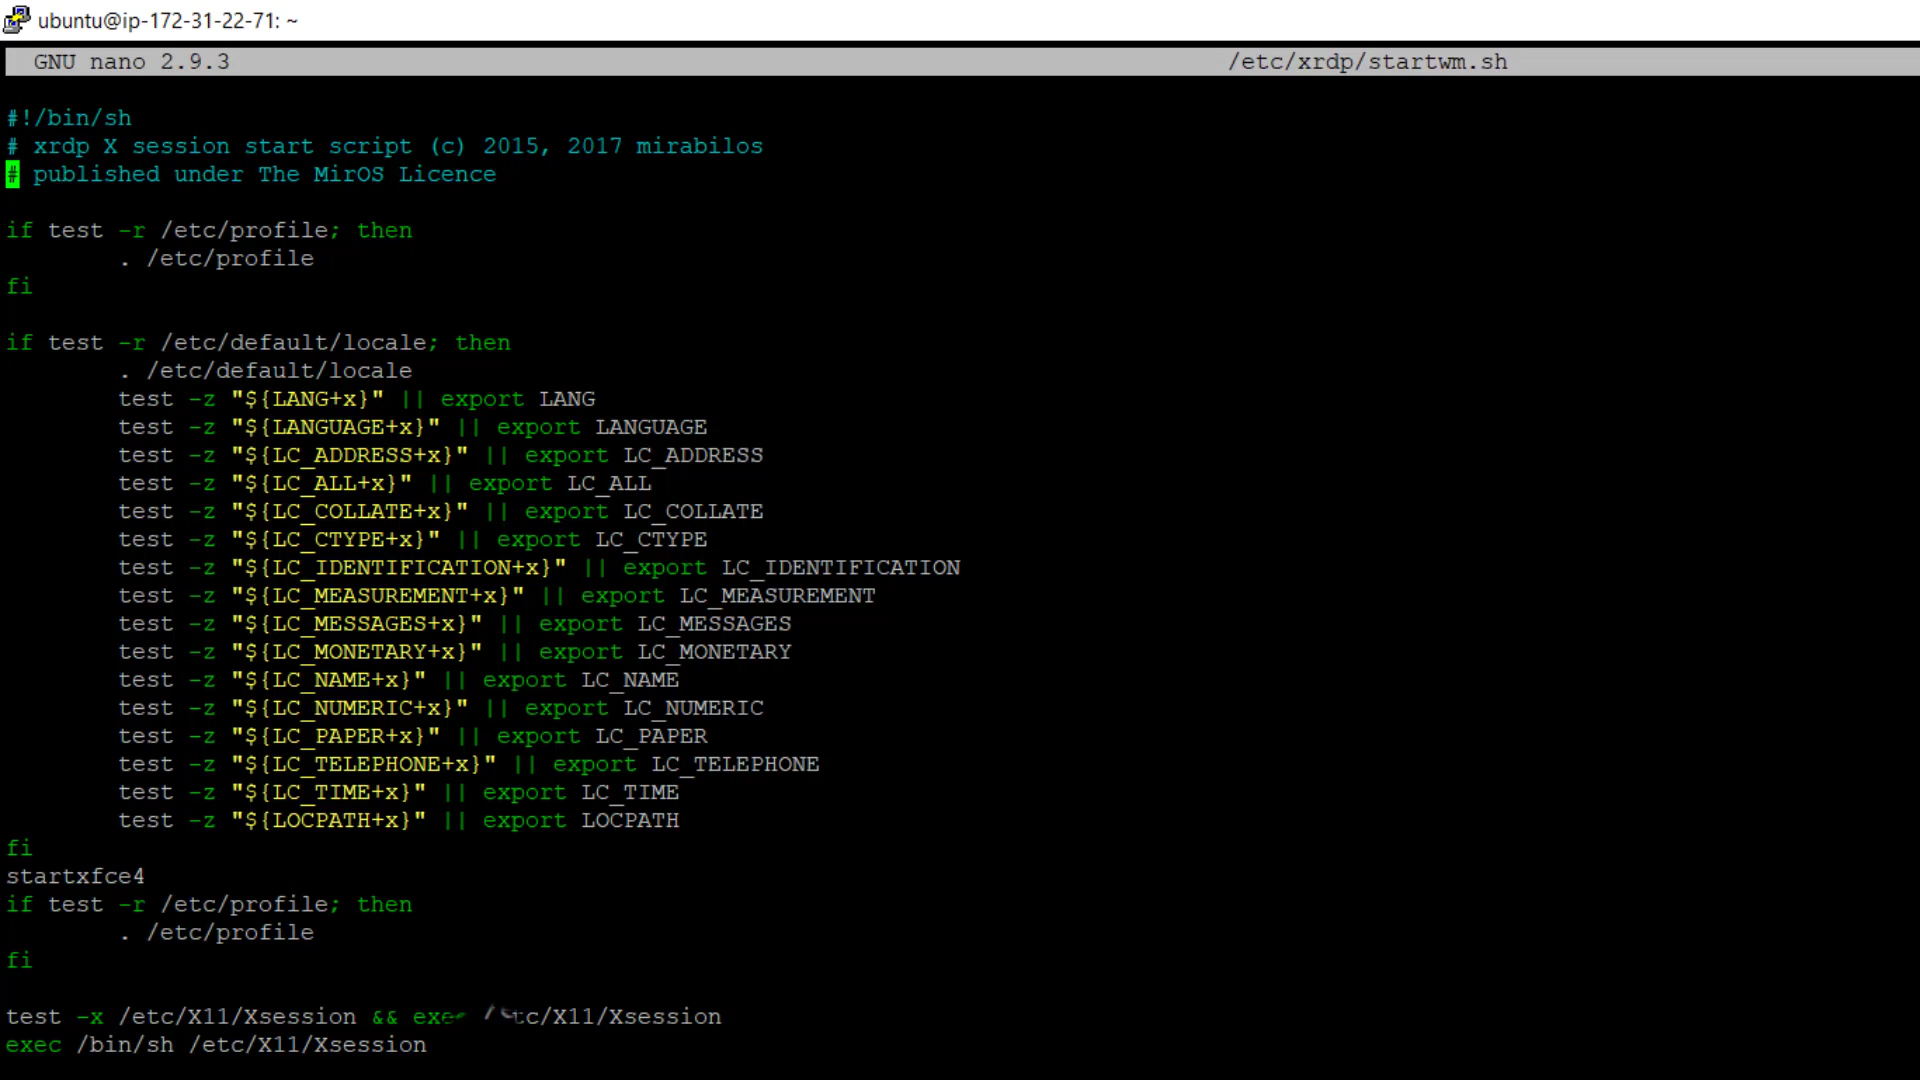 ubuntu@ip-172-31-22-71: ~
GNU nano 2.9.3 /etc/xrdp/startwm.sh
#!/bin/sh
# xrdp X session start script (c) 2015, 2017 mirabilos
# published under The MirOS Licence
if test -r /etc/profile; then
. /etc/profile
fi
if test -r /etc/default/locale; then
. /etc/default/locale
test -z "${LANG+x}" || export LANG
test -z "${LANGUAGE+x}" || export LANGUAGE
test -z "${LC_ADDRESS+x}" || export LC_ADDRESS
test -z "${LC_ALL+x}" || export LC_ALL
test -z "${LC_COLLATE+x}" || export LC_COLLATE
test -z "${LC_CTYPE+x}" || export LC_CTYPE
test -z "${LC_IDENTIFICATION+x}" || export LC_IDENTIFICATION
test -z "${LC_MEASUREMENT+x}" || export LC_MEASUREMENT
test -z "${LC_MESSAGES+x}" || export LC_MESSAGES
test -z "${LC_MONETARY+x}" || export LC_MONETARY
test -z "${LC_NAME+x}" || export LC_NAME
test -z "${LC_NUMERIC+x}" || export LC_NUMERIC
test -z "${LC_PAPER+x}" || export LC_PAPER
test -z "${LC_TELEPHONE+x}" || export LC_TELEPHONE
test -z "${LC_TIME+x}" || export LC_TIME
test -z "${LOCPATH+x}" || export LOCPATH
fi
startxfce4
if test -r /etc/profile; then
. /etc/profile
fi
test -x /etc/X11/Xsession && exec /etc/X11/Xsession
exec /bin/sh /etc/X11/Xsession